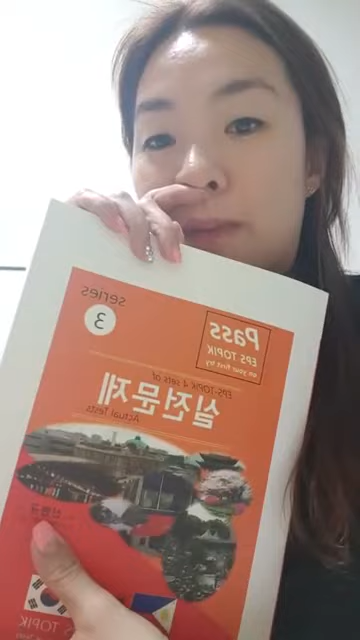 series
3
Pass
EPS TOPIK
on your first try
EPS-TOPIK 4 sets of
실전문제
Actual Tests
EPS TOPIK